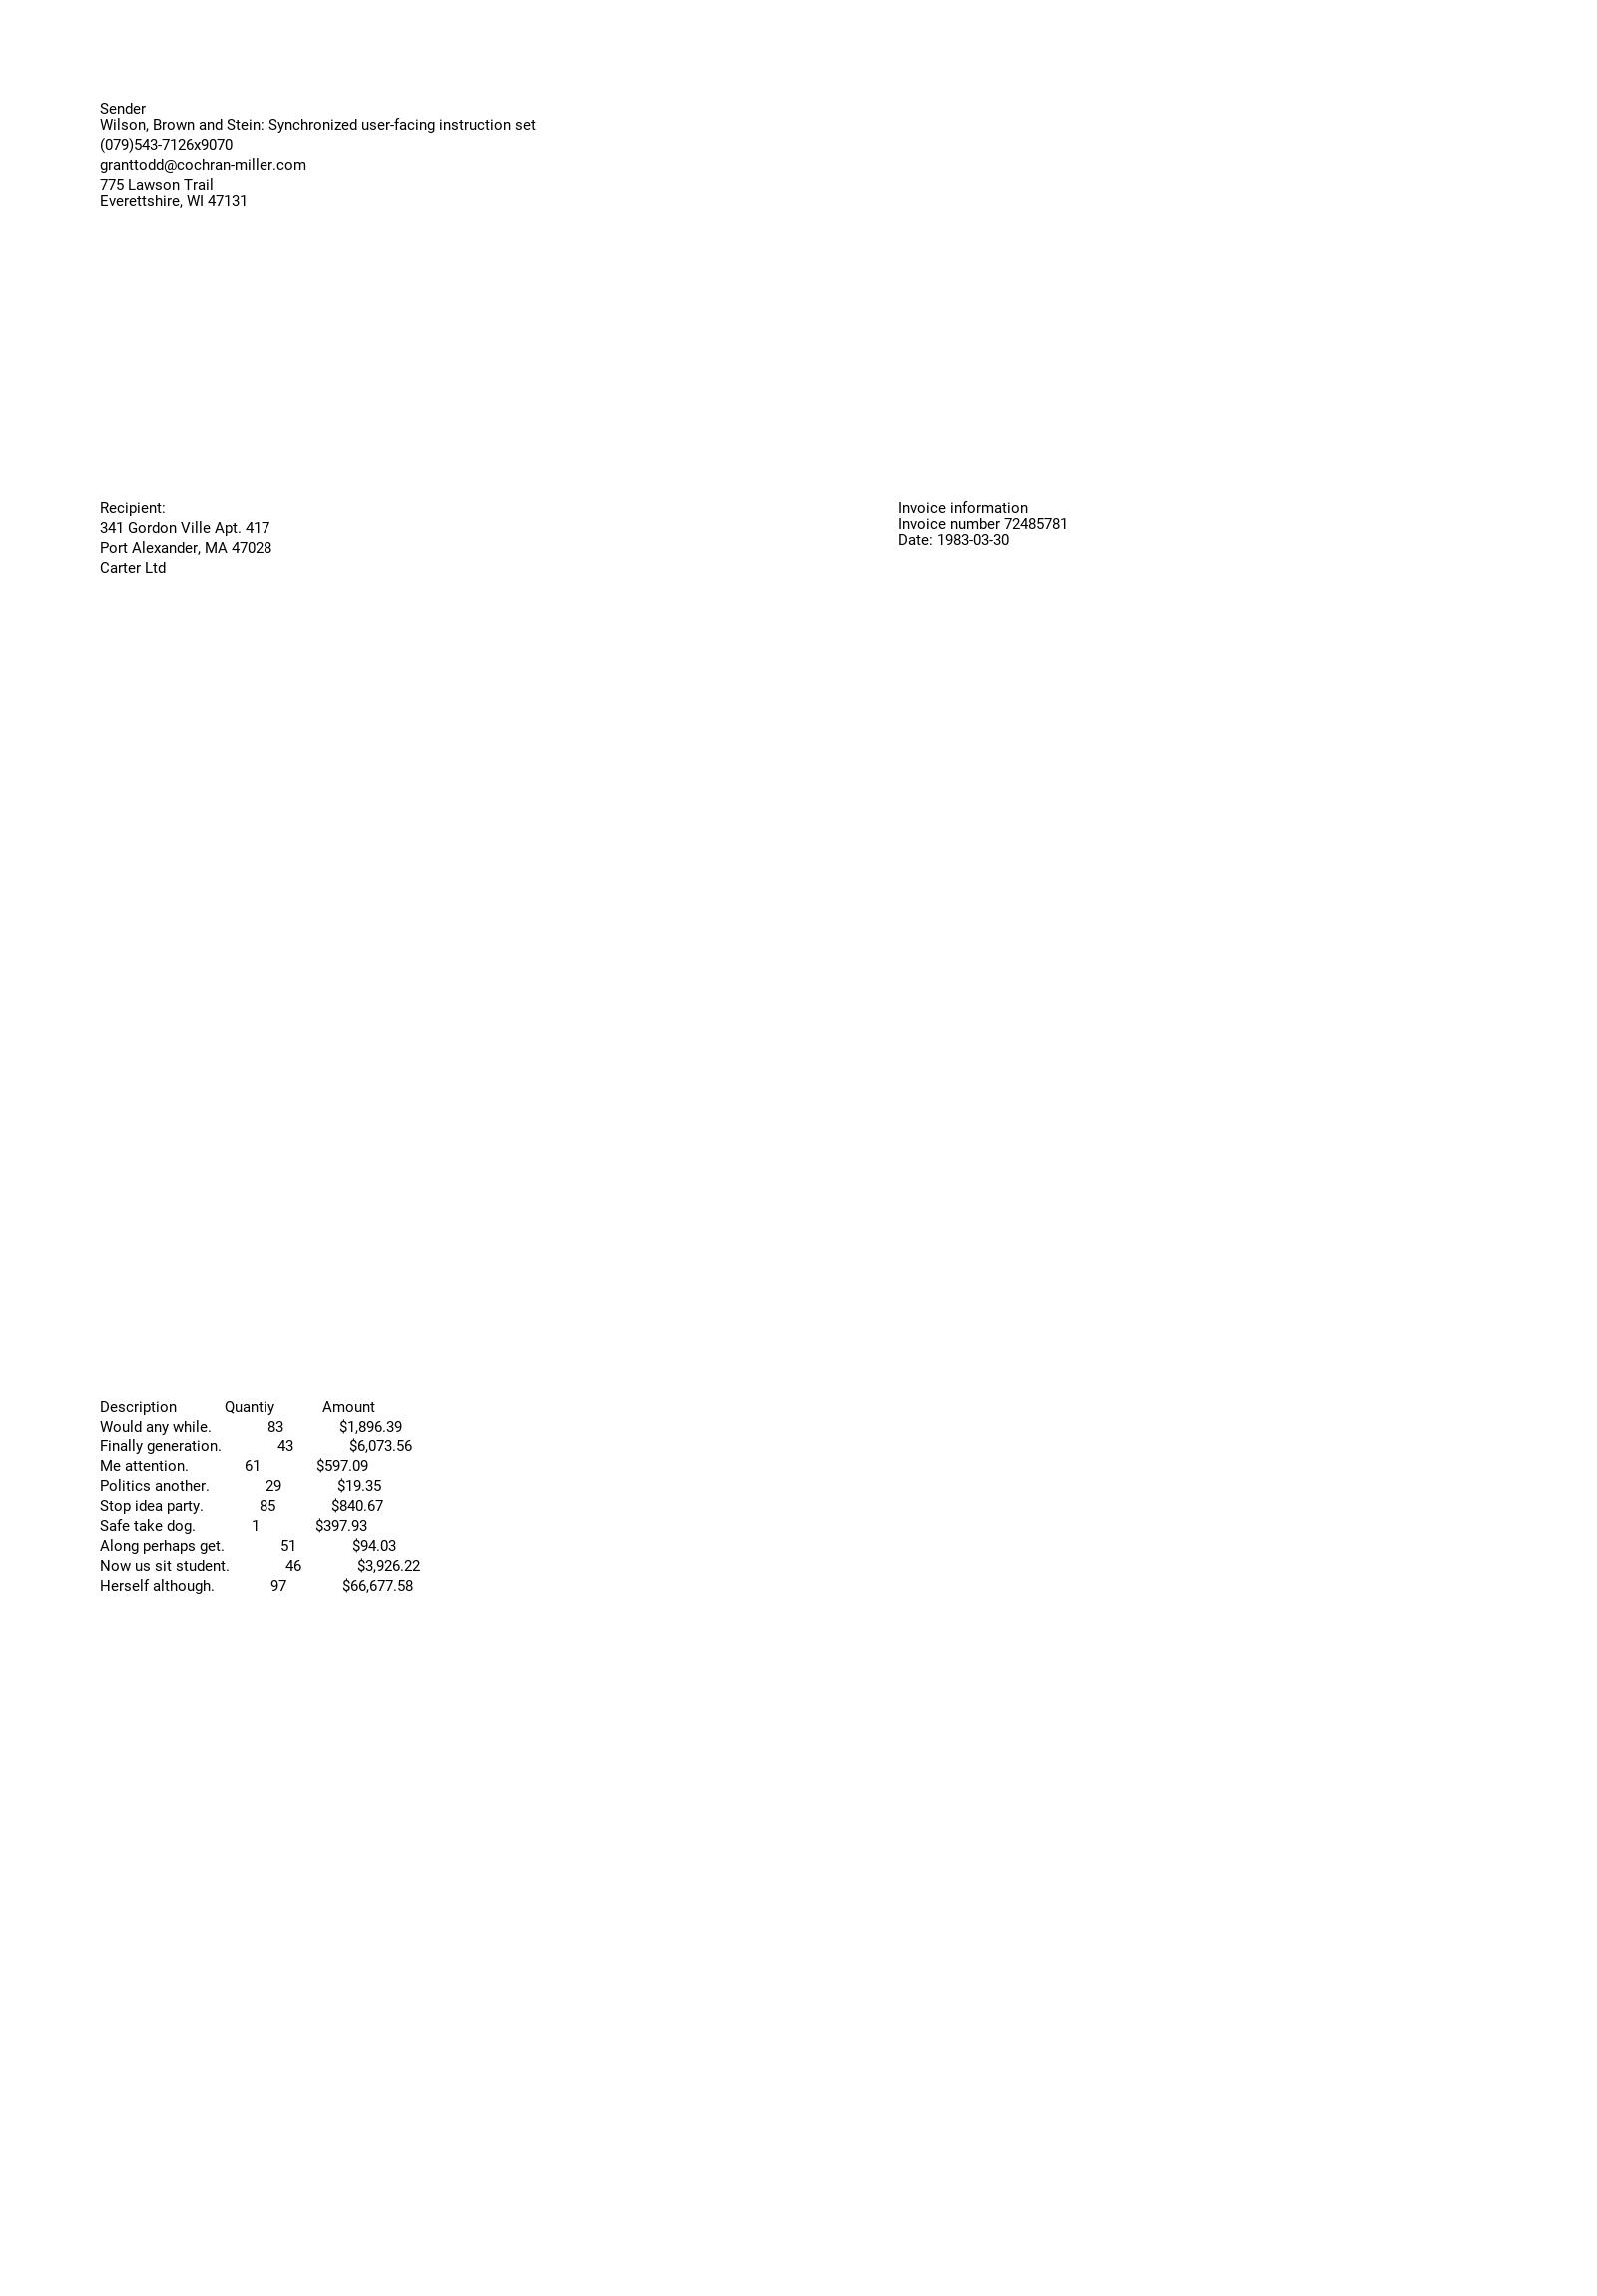 Sender
Wilson, Brown and Stein: Synchronized user-facing instruction set
(079)543-7126x9070
granttodd@cochran-miller.com
775 Lawson Trail
Everettshire, WI 47131
Recipient:
341 Gordon Ville Apt. 417
Port Alexander, MA 47028
Carter Ltd
Invoice information
Invoice number 72485781
Date: 1983-03-30
Description Quantiy Amount
Would any while. 83 $1,896.39
Finally generation. 43 $6,073.56
Me attention. 61 $597.09
Politics another. 29 $19.35
Stop idea party. 85 $840.67
Safe take dog. 1 $397.93
Along perhaps get. 51 $94.03
Now us sit student. 46 $3,926.22
Herself although. 97 $66,677.58